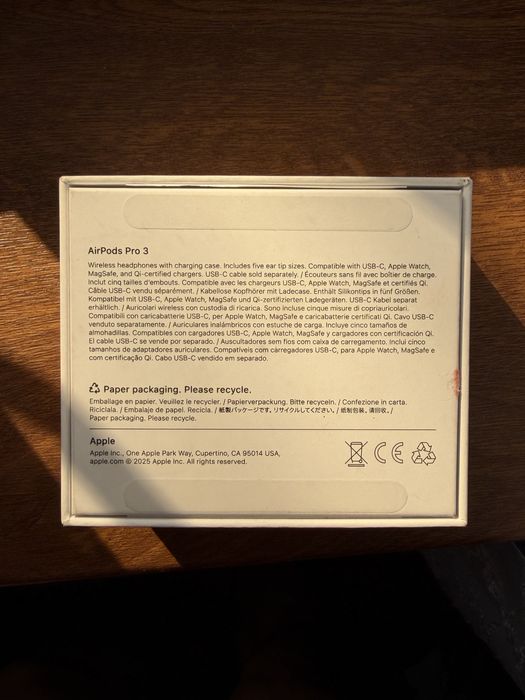 AirPods Pro 3
Wireless headphones with charging case. Includes five ear tip sizes. Compatible with USB-C, Apple Watch,
MagSafe, and Qi-certified chargers. USB-C cable sold separately. / Écouteurs sans fil avec boîtier de charge.
Inclut cinq tailles d'embouts. Compatible avec les chargeurs USB-C, Apple Watch, MagSafe et certifiés Qi.
Câble USB-C vendu séparément. / Kabellose Kopfhörer mit Ladecase. Enthält Silikontips in fünf Größen.
Kompatibel mit USB-C, Apple Watch, MagSafe und Qi-zertifizierten Ladegeräten. USB-C Kabel separat
erhältlich. / Auricolari wireless con custodia di ricarica. Sono incluse cinque misure di copriauricolari.
Compatibili con caricabatterie USB-C, per Apple Watch, MagSafe e caricabatterie certificati Qi. Cavo USB-C
venduto separatamente. / Auriculares inalámbricos con estuche de carga. Incluye cinco tamaños de
almohadillas. Compatibles con cargadores USB-C, Apple Watch, MagSafe y cargadores con certificación Qi.
El cable USB-C se vende por separado. / Auscultadores sem fios com caixa de carregamento. Inclui cinco
tamanhos de adaptadores auriculares. Compatíveis com carregadores USB-C, para Apple Watch, MagSafe e
com certificação Qi. Cabo USB-C vendido em separado.
Paper packaging. Please recycle.
Emballage en papier. Veuillez le recycler. / Papierverpackung. Bitte recyceln. / Confezione in carta.
Riciclala. / Embalaje de papel. Recicla. / 紙製パッケージです。リサイクルしてください。 / 纸制包装，请回收。 /
Paper packaging. Please recycle.
Apple
Apple Inc., One Apple Park Way, Cupertino, CA 95014 USA,
apple.com © 2025 Apple Inc. All rights reserved.
CE